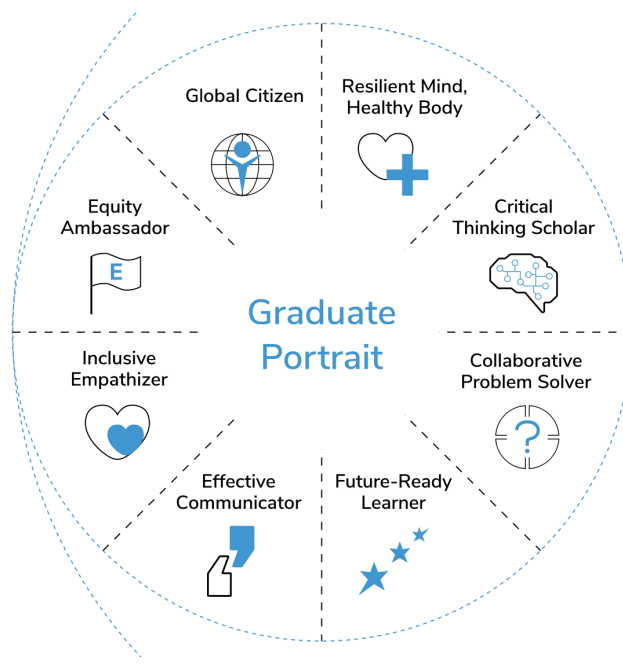 Global Citizen
Resilient Mind,
Healthy Body
Critical
Thinking Scholar
Collaborative
Problem Solver
Future-Ready
Learner
Effective
Communicator
Inclusive
Empathizer
Equity
Ambassador
E
Graduate
Portrait
?